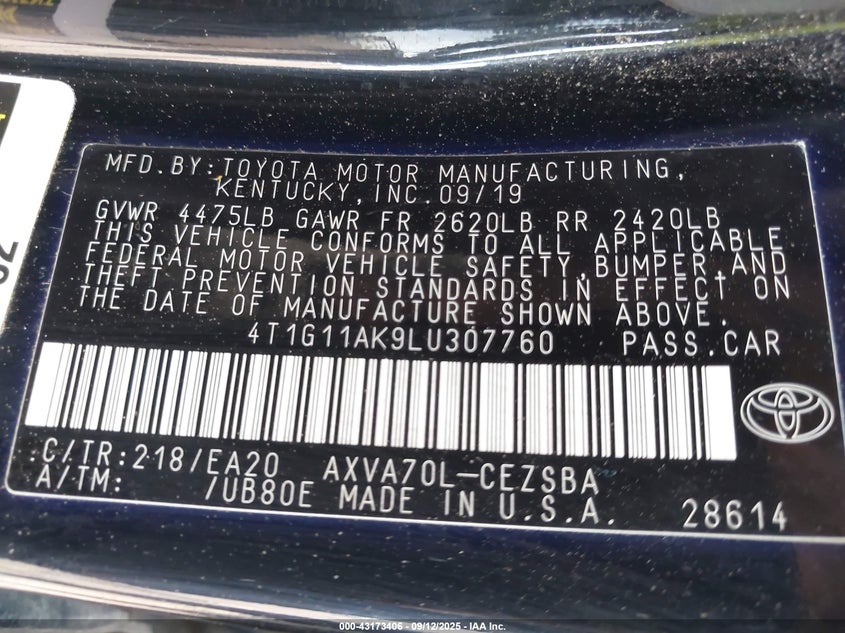 MFD.BY:TOYOTA MOTOR MANUFACTURING,
KENTUCKY,INC.09/19
GVWR 4475LB GAWR FR 2620LB RR 2420LB
THIS VEHICLE CONFORMS TO ALL APPLICABLE
FEDERAL MOTOR VEHICLE SAFETY,BUMPER,AND
THEFT PREVENTION STANDARDS IN EFFECT ON
THE DATE OF MANUFACTURE SHOWN ABOVE.
4T1G11AK9LU307760 PASS.CAR
C/TR:218/EA20 AXVA70L-CEZSBA
A/TM: /UB80E MADE IN U.S.A. 28614
000-43173406 - 09/12/2025 - IAA Inc.